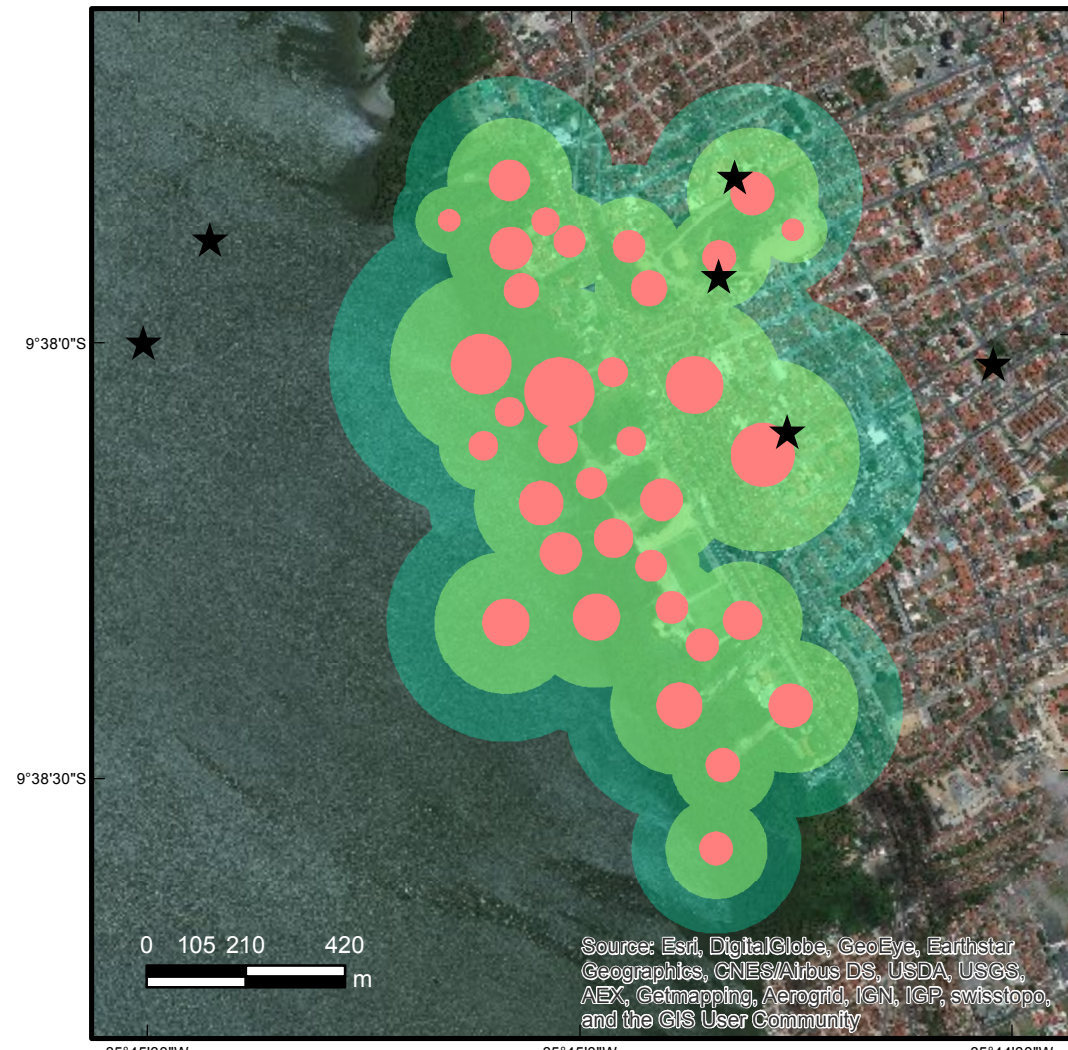 9°38'0"S
9°38'30"S
0 105 210 420
m
Source: Esri, DigitalGlobe, GeoEye, Earthstar
Geographics, CNES/Airbus DS, USDA, USGS,
AEX, Getmapping, Aerogrid, IGN, IGP, swisstopo,
and the GIS User Community